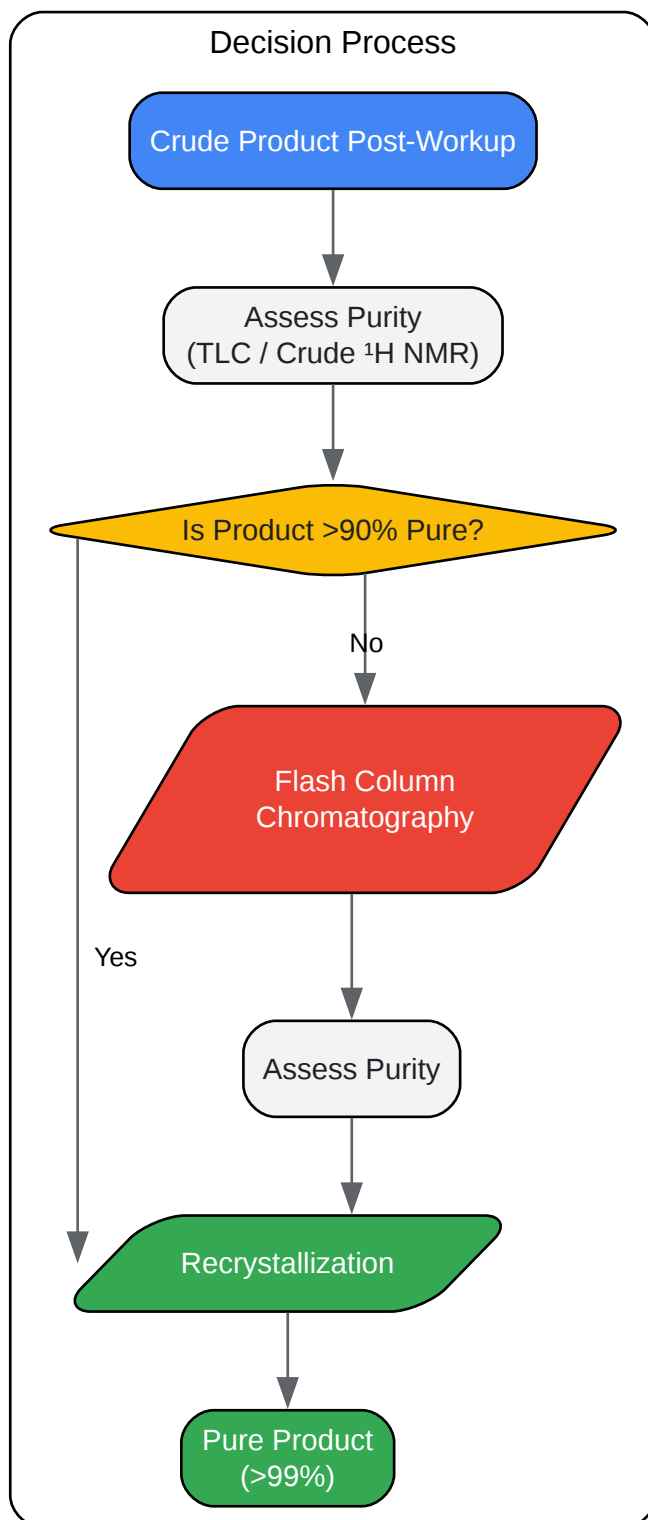 Decision Process
Crude Product Post-Workup
Assess Purity
(TLC / Crude ¹H NMR)
Is Product >90% Pure?
No
Flash Column
Chromatography
Yes
Assess Purity
Recrystallization
Pure Product
(>99%)